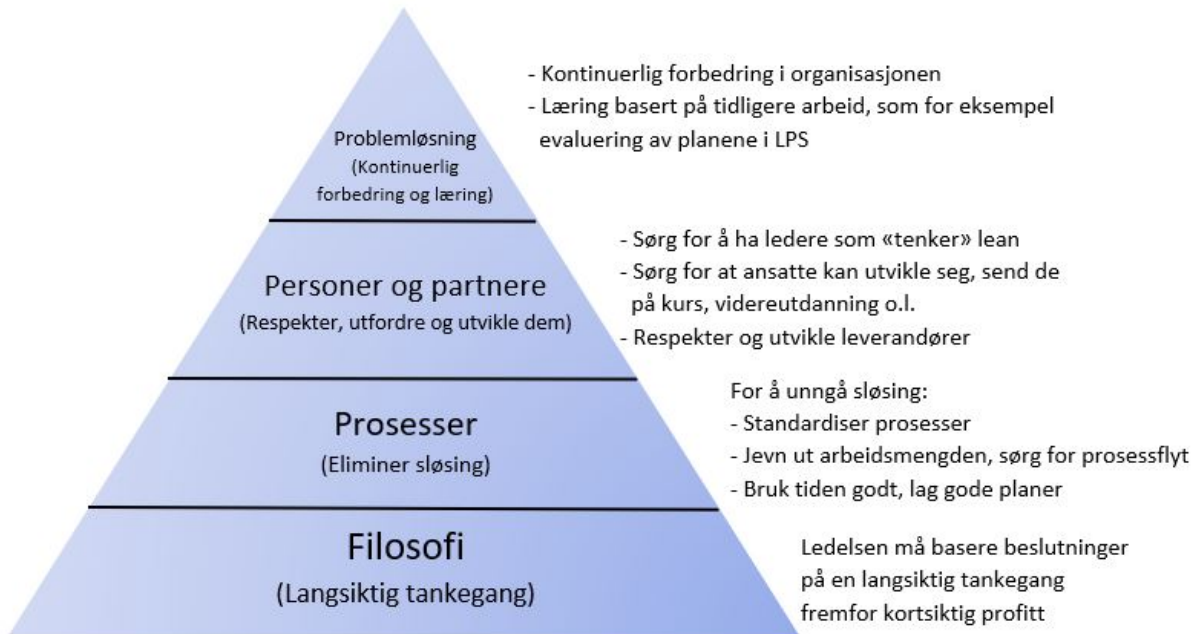 - Kontinuerlig forbedring i organisasjonen
- Læring basert på tidligere arbeid, som for eksempel
evaluering av planene i LPS
Problemløsning
(Kontinuerlig
forbedring og læring)
- Sørg for å ha ledere som «tenker» lean
- Sørg for at ansatte kan utvikle seg, send de
på kurs, videreutdanning o.l.
- Respekter og utvikle leverandører
Personer og partnere
(Respekter, utfordre og utvikle dem)
For å unngå sløsing:
- Standardiser prosesser
- Jevn ut arbeidsmengden, sørg for prosessflyt
- Bruk tiden godt, lag gode planer
Prosesser
(Eliminer sløsing)
Filosofi
(Langsiktig tankegang)
Ledelsen må basere beslutninger
på en langsiktig tankegang
fremfor kortsiktig profitt